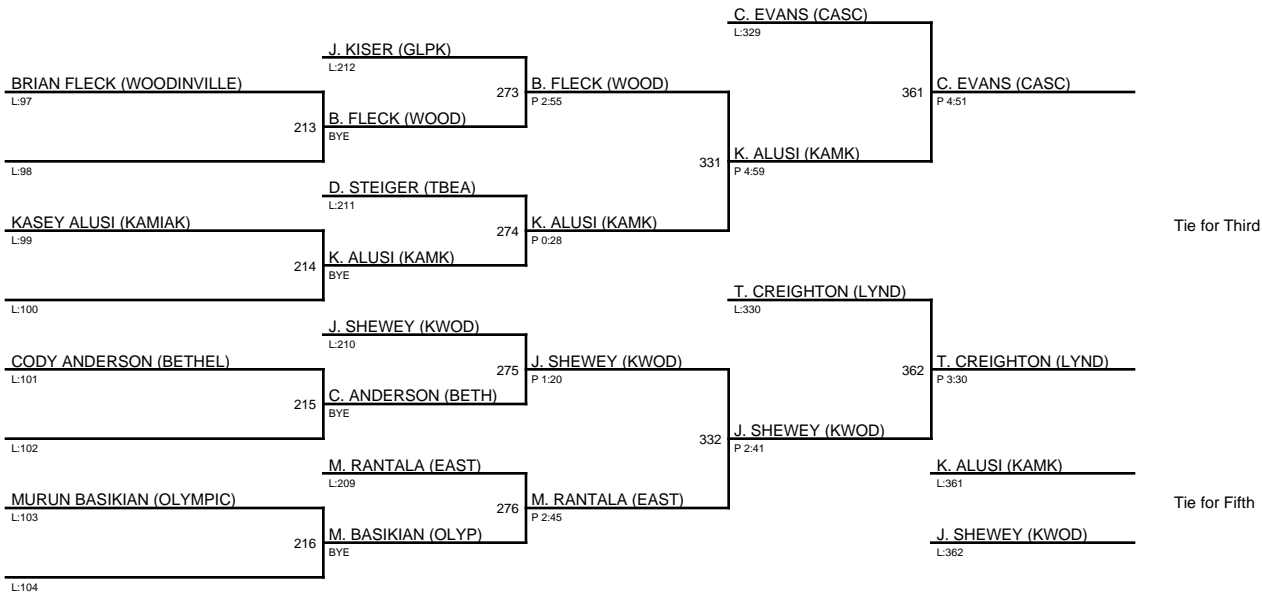 C. EVANS (CASC)
L:329
J. KISER (GLPK)
L:212
BRIAN FLECK (WOODINVILLE)
L:97
273
B. FLECK (WOOD)
P 2:55
361
C. EVANS (CASC)
P 4:51
213
B. FLECK (WOOD)
BYE
L:98
331
K. ALUSI (KAMK)
P 4:59
D. STEIGER (TBEA)
L:211
KASEY ALUSI (KAMIAK)
L:99
274
K. ALUSI (KAMK)
P 0:28
Tie for Third
214
K. ALUSI (KAMK)
BYE
L:100
T. CREIGHTON (LYND)
L:330
J. SHEWEY (KWOD)
L:210
CODY ANDERSON (BETHEL)
L:101
275
J. SHEWEY (KWOD)
P 1:20
362
T. CREIGHTON (LYND)
P 3:30
215
C. ANDERSON (BETH)
BYE
L:102
332
J. SHEWEY (KWOD)
P 2:41
M. RANTALA (EAST)
L:209
K. ALUSI (KAMK)
L:361
MURUN BASIKIAN (OLYMPIC)
L:103
276
M. RANTALA (EAST)
P 2:45
Tie for Fifth
216
M. BASIKIAN (OLYP)
BYE
J. SHEWEY (KWOD)
L:362
L:104